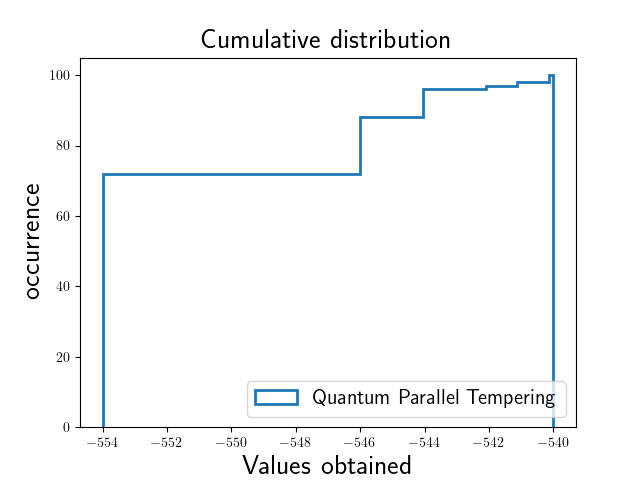 Cumulative distribution
100
80
60
40
20
0
occurrence
Quantum Parallel Tempering
−554 −552 −550 −548 −546 −544 −542 −540
Values obtained